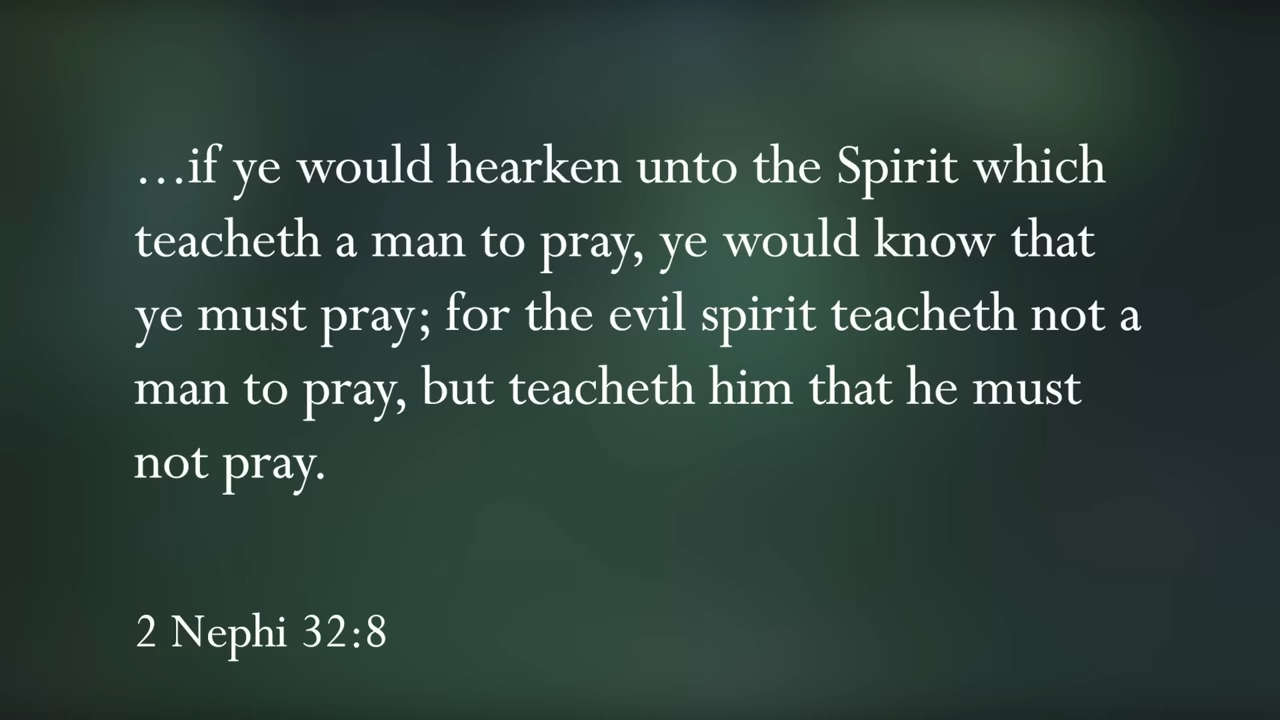 …if ye would hearken unto the Spirit which
teacheth a man to pray, ye would know that
ye must pray; for the evil spirit teacheth not a
man to pray, but teacheth him that he must
not pray.
2 Nephi 32:8